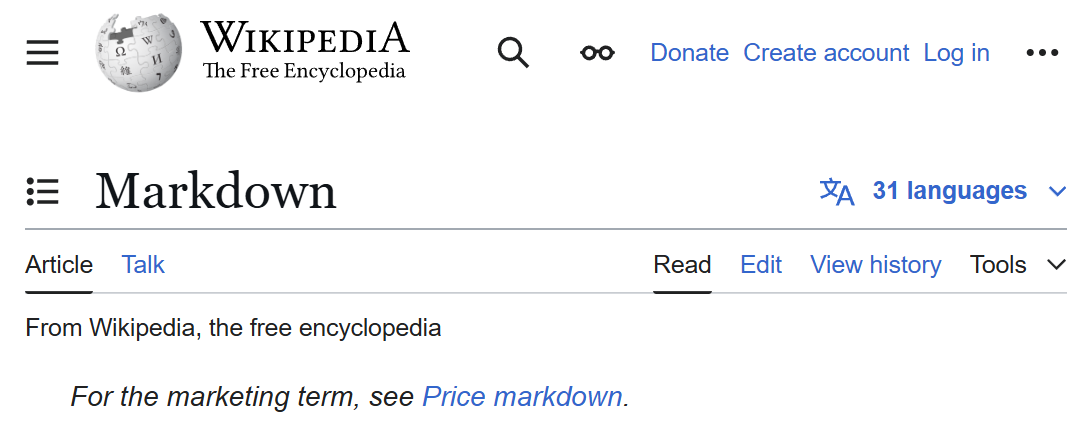 WIKIPEDIA
The Free Encyclopedia
Donate Create account Log in
Markdown
31 languages
Article Talk Read Edit View history Tools
From Wikipedia, the free encyclopedia
For the marketing term, see Price markdown.